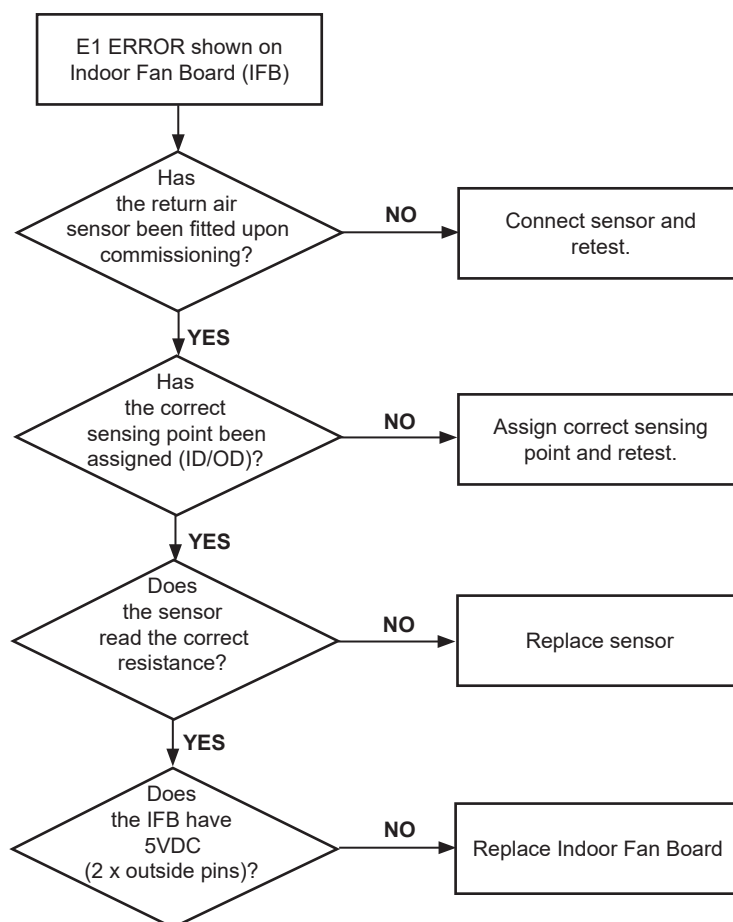 E1 ERROR shown on
Indoor Fan Board (IFB)
Has
the return air
sensor been fitted upon
commissioning?
NO
Connect sensor and
retest.
YES
Has
the correct
sensing point been
assigned (ID/OD)?
NO
Assign correct sensing
point and retest.
YES
Does
the sensor
read the correct
resistance?
NO
Replace sensor
YES
Does
the IFB have
5VDC
(2 x outside pins)?
NO
Replace Indoor Fan Board